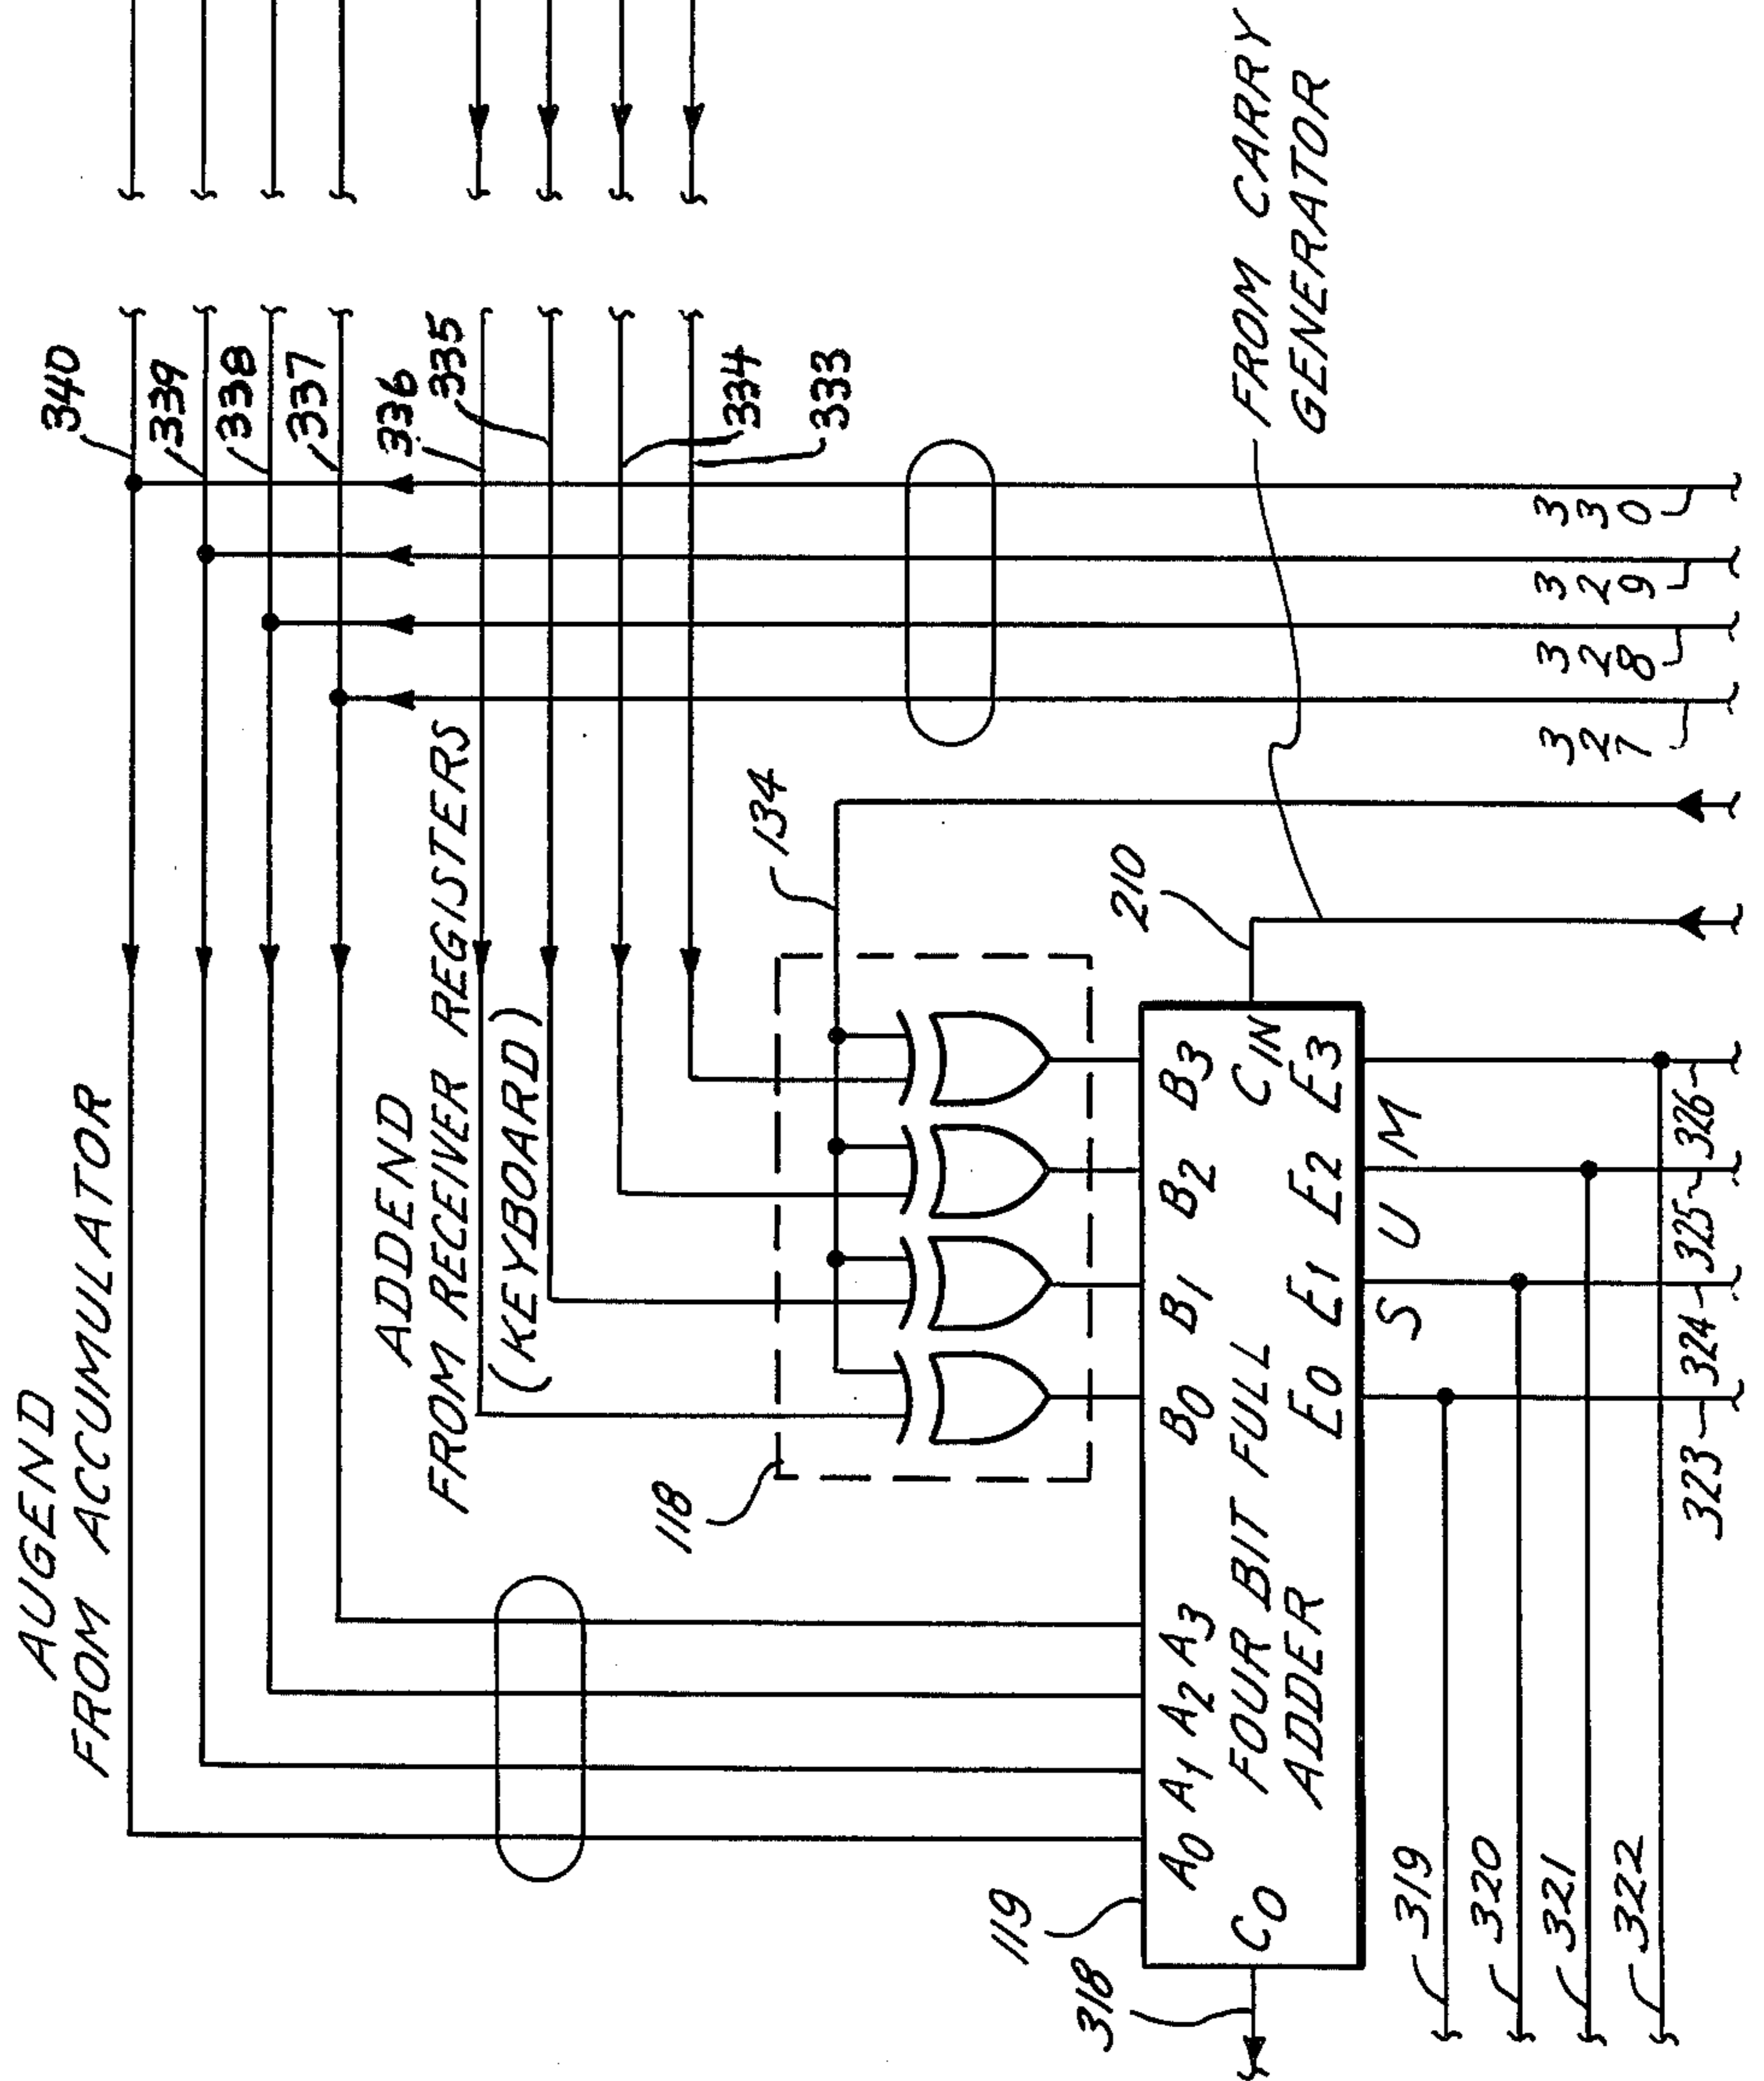 AUGEND
FROM ACCUMULATOR
340
339
338
337
336
335
334
333
ADDEND
FROM RECEIVER REGISTERS
(KEYBOARD)
134
118
210
FROM CARRY
GENERATOR
330
329
328
327
119
318
A0 A1 A2 A3
B0 B1 B2 B3
C0
FOUR BIT FULL
ADDER
CIN
E0 E1 E2 E3
S U M
319
320
321
322
323
324
325
326